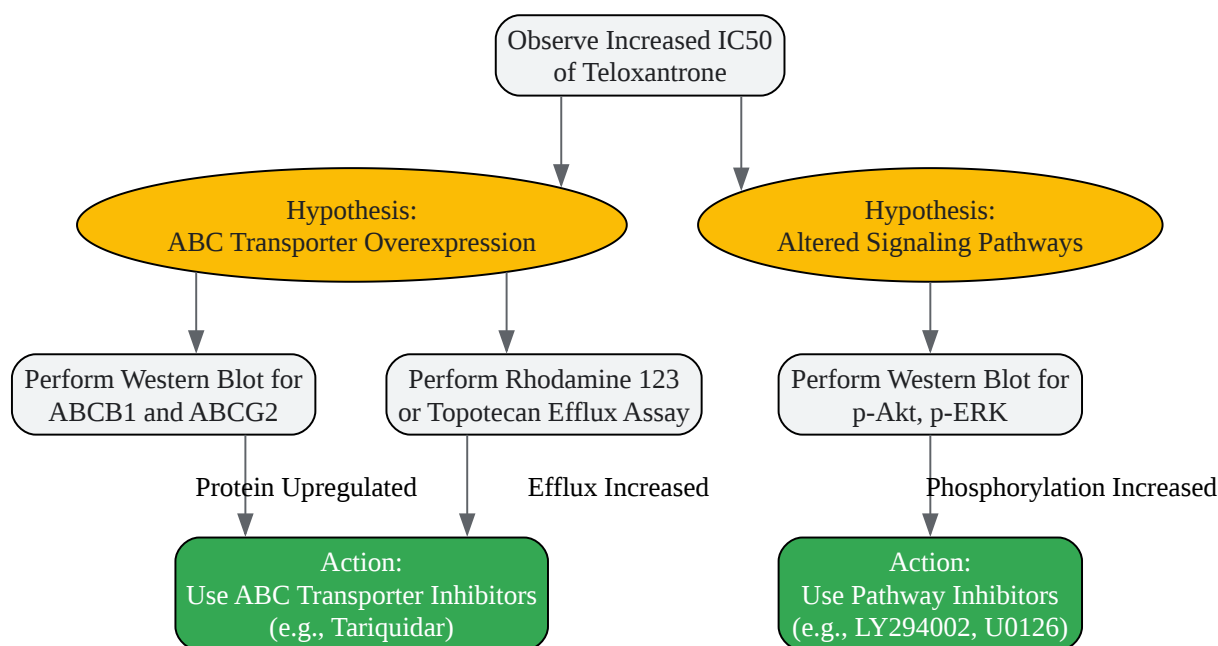 Observe Increased IC50
of Teloxantrone
Hypothesis:
ABC Transporter Overexpression
Hypothesis:
Altered Signaling Pathways
Perform Western Blot for
ABCB1 and ABCG2
Perform Rhodamine 123
or Topotecan Efflux Assay
Perform Western Blot for
p-Akt, p-ERK
Protein Upregulated
Efflux Increased
Phosphorylation Increased
Action:
Use ABC Transporter Inhibitors
(e.g., Tariquidar)
Action:
Use Pathway Inhibitors
(e.g., LY294002, U0126)